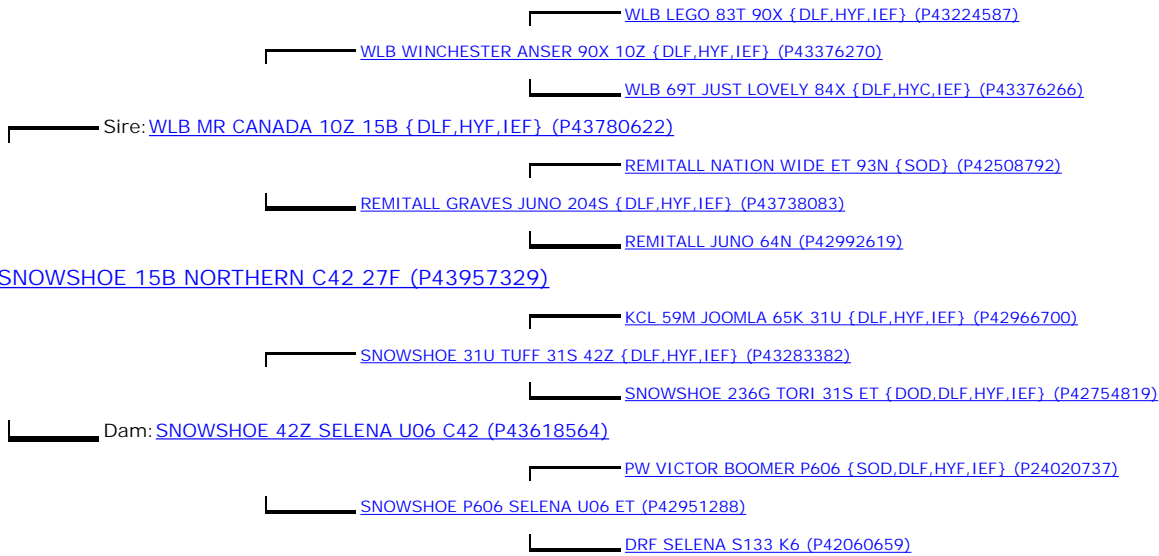 WLB LEGO 83T 90X {DLF,HYF,IEF} (P43224587)
WLB WINCHESTER ANSER 90X 10Z {DLF,HYF,IEF} (P43376270)
WLB 69T JUST LOVELY 84X {DLF,HYC,IEF} (P43376266)
Sire: WLB MR CANADA 10Z 15B {DLF,HYF,IEF} (P43780622)
REMITALL NATION WIDE ET 93N {SOD} (P42508792)
REMITALL GRAVES JUNO 204S {DLF,HYF,IEF} (P43738083)
REMITALL JUNO 64N (P42992619)
SNOWSHOE 15B NORTHERN C42 27F (P43957329)
KCL 59M JOOMLA 65K 31U {DLF,HYF,IEF} (P42966700)
SNOWSHOE 31U TUFF 31S 42Z {DLF,HYF,IEF} (P43283382)
SNOWSHOE 236G TORI 31S ET {DOD,DLF,HYF,IEF} (P42754819)
Dam: SNOWSHOE 42Z SELENA U06 C42 (P43618564)
PW VICTOR BOOMER P606 {SOD,DLF,HYF,IEF} (P24020737)
SNOWSHOE P606 SELENA U06 ET (P42951288)
DRF SELENA S133 K6 (P42060659)